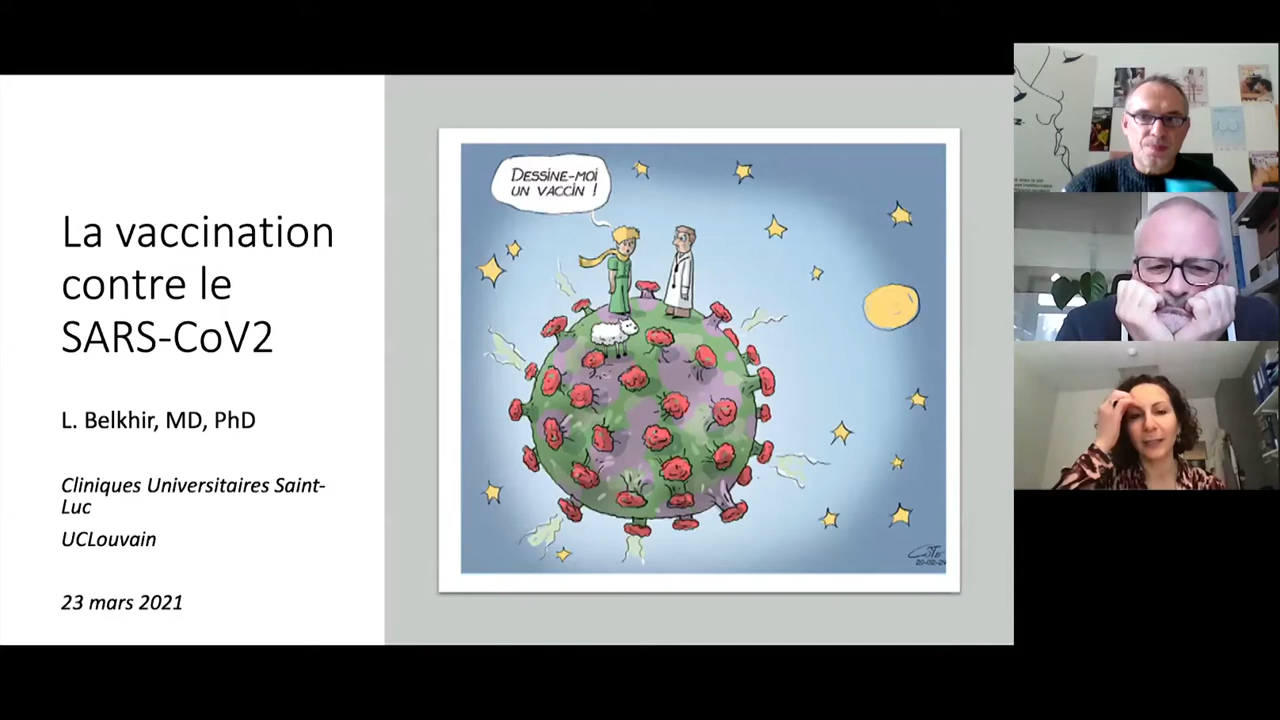 La vaccination
contre le
SARS-CoV2
L. Belkhir, MD, PhD
Cliniques Universitaires Saint-
Luc
UCLouvain
23 mars 2021
DESSINE-MOI
UN VACCIN !